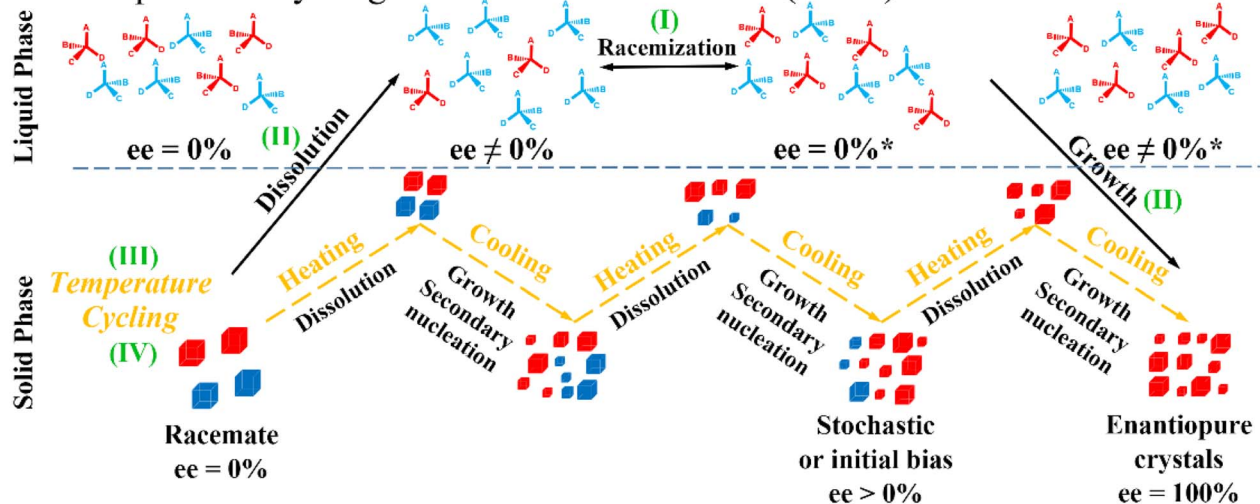 Liquid Phase
(I)
Racemization
(II)
Dissolution
ee = 0%
ee ≠ 0%
ee = 0%*
ee ≠ 0%*
Growth
(II)
Solid Phase
(III)
Temperature
Cycling
(IV)
Heating
Dissolution
Cooling
Growth
Secondary
nucleation
Heating
Dissolution
Cooling
Growth
Secondary
nucleation
Heating
Dissolution
Cooling
Growth
Secondary
nucleation
Racemate
ee = 0%
Stochastic
or initial bias
ee > 0%
Enantiopure
crystals
ee = 100%